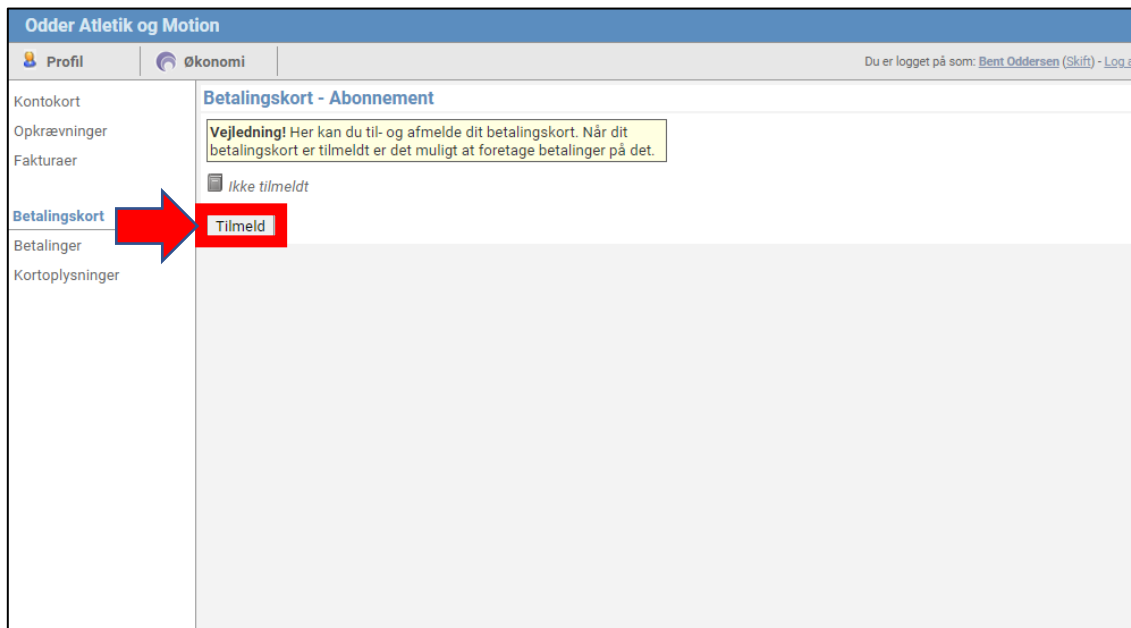 Odder Atletik og Motion
Profil
Økonomi
Du er logget på som: Bent Oddersen (Skift) - Log
Kontokort
Opkrævninger
Fakturaer
Betalingskort
Betalinger
Kortoplysninger
Betalingskort - Abonnement
Vejledning! Her kan du til- og afmelde dit betalingskort. Når dit
betalingskort er tilmeldt er det muligt at foretage betalinger på det.
Ikke tilmeldt
Tilmeld